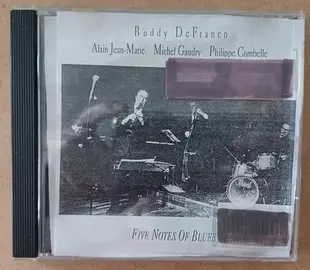 Buddy DeFranco
Alain Jean-Marie Michel Gaudry Philippe Combelle
FIVE NOTES OF BLUES